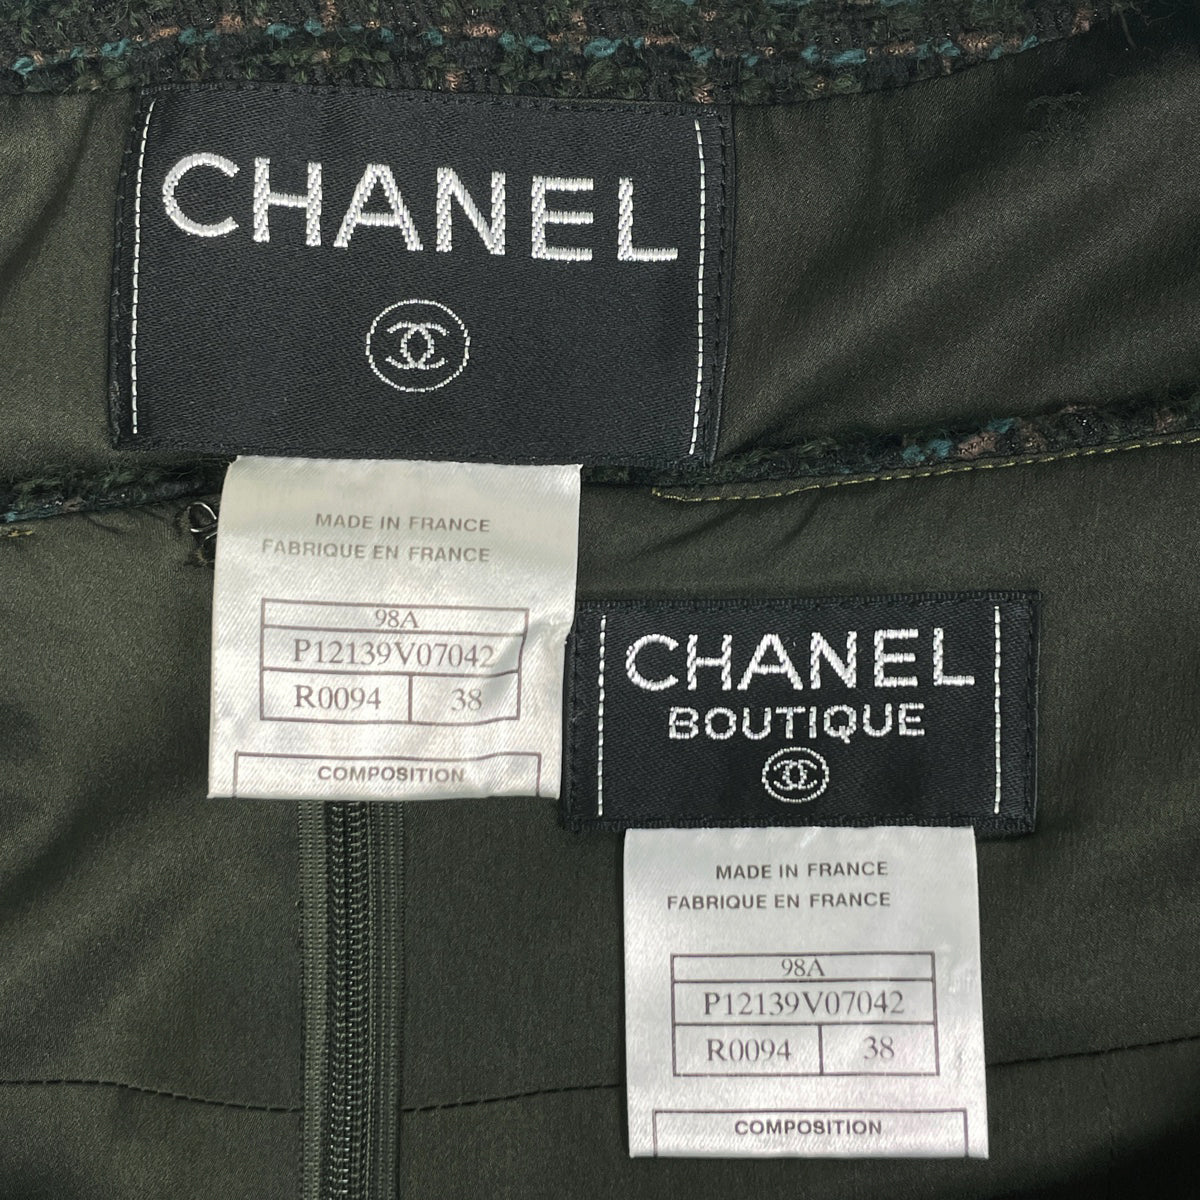 CHANEL
MADE IN FRANCE
FABRIQUE EN FRANCE
98A
P12139V07042
R0094 38
COMPOSITION
CHANEL
BOUTIQUE
MADE IN FRANCE
FABRIQUE EN FRANCE
98A
P12139V07042
R0094 38
COMPOSITION